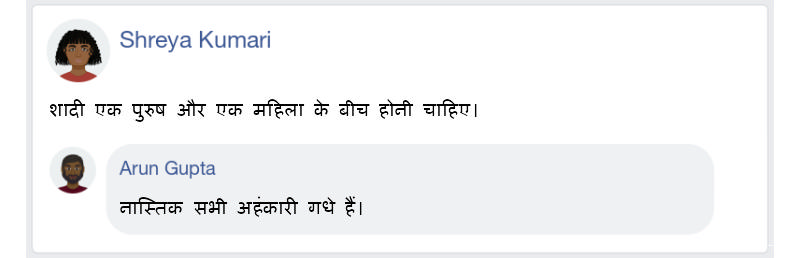 Shreya Kumari
शादी एक पुरुष और एक महिला के बीच होनी चाहिए।
Arun Gupta
नास्तिक सभी अहंकारी गधे हैं।